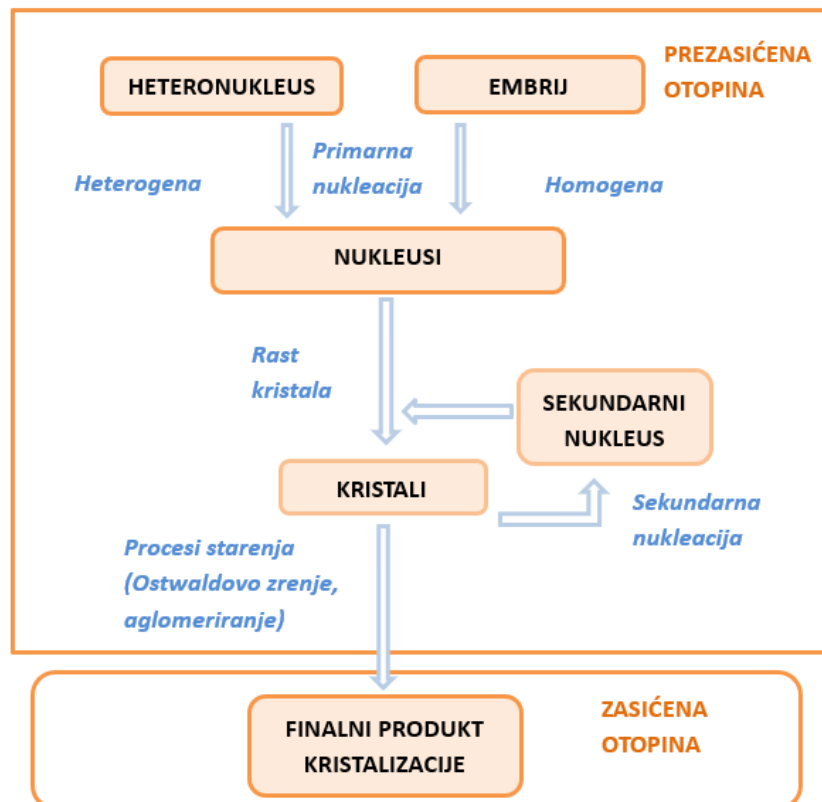 PREZASIĆENA
OTOPINA
HETERONUKLEUS
EMBRIJ
Heterogena
Primarna
nukleacija
Homogena
NUKLEUSI
Rast
kristala
SEKUNDARNI
NUKLEUS
KRISTALI
Sekundarna
nukleacija
Procesi starenja
(Ostwaldovo zrenje,
aglomeriranje)
ZASIĆENA
OTOPINA
FINALNI PRODUKT
KRISTALIZACIJE